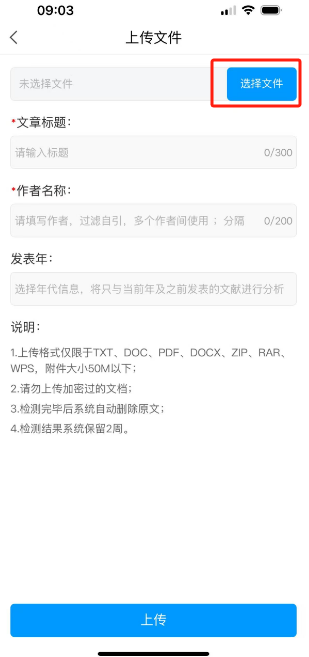 09:03
上传文件
未选择文件
选择文件
*文章标题：
请输入标题
0/300
*作者名称：
请填写作者，过滤自引，多个作者间使用 ；分隔
0/200
发表年：
选择年代信息，将只与当前年及之前发表的文献进行分析
说明：
1.上传格式仅限于TXT、DOC、PDF、DOCX、ZIP、RAR、
WPS，附件大小50M以下；
2.请勿上传加密过的文档；
3.检测完毕后系统自动删除原文；
4.检测结果系统保留2周。
上传